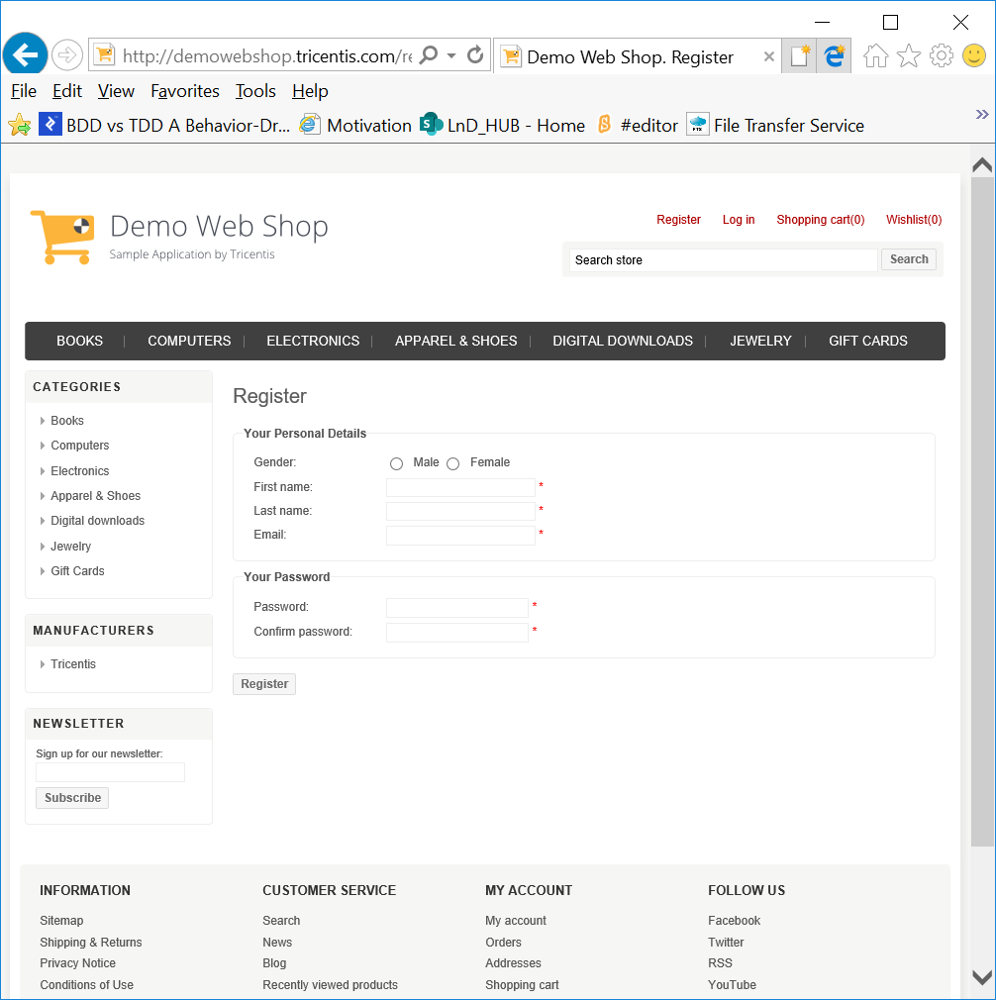 http://demowebshop.tricentis.com/re
Demo Web Shop. Register
File Edit View Favorites Tools Help
BDD vs TDD A Behavior-Dr... Motivation LnD_HUB - Home #editor File Transfer Service
Register Log in Shopping cart(0) Wishlist(0)
Demo Web Shop
Sample Application by Tricentis
Search store Search
BOOKS | COMPUTERS | ELECTRONICS | APPAREL & SHOES | DIGITAL DOWNLOADS | JEWELRY | GIFT CARDS
CATEGORIES
Books
Computers
Electronics
Apparel & Shoes
Digital downloads
Jewelry
Gift Cards
MANUFACTURERS
Tricentis
NEWSLETTER
Sign up for our newsletter:
Subscribe
Register
Your Personal Details
Gender: Male Female
First name: *
Last name: *
Email: *
Your Password
Password: *
Confirm password: *
Register
INFORMATION
Sitemap
Shipping & Returns
Privacy Notice
Conditions of Use
CUSTOMER SERVICE
Search
News
Blog
Recently viewed products
MY ACCOUNT
My account
Orders
Addresses
Shopping cart
FOLLOW US
Facebook
Twitter
RSS
YouTube